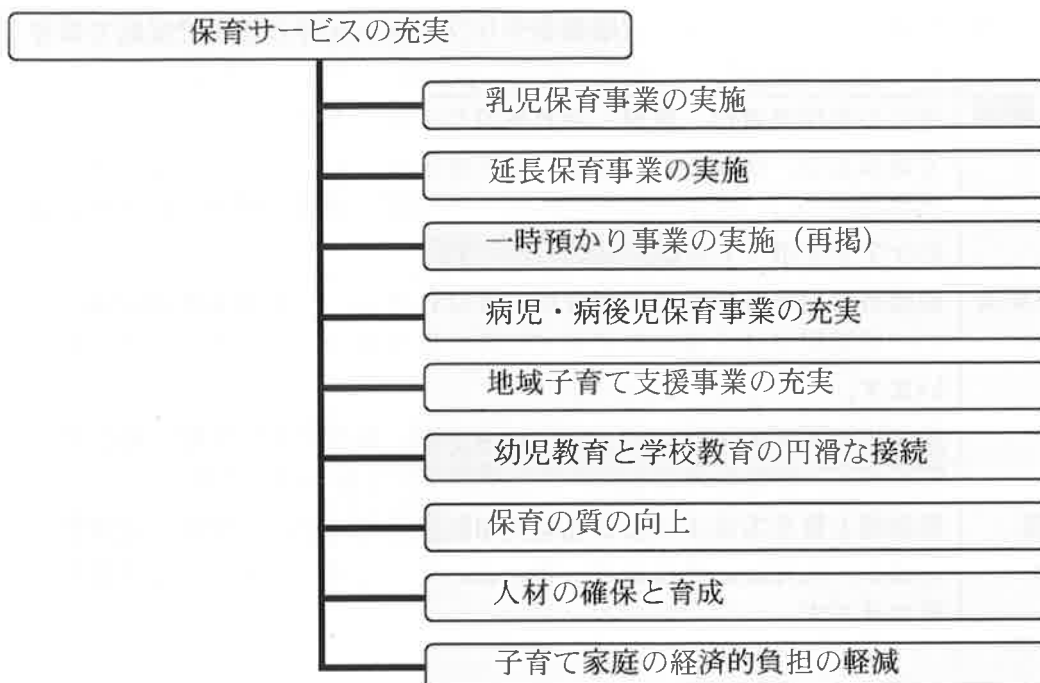 保育サービスの充実
乳児保育事業の実施
延長保育事業の実施
一時預かり事業の実施（再掲）
病児・病後児保育事業の充実
地域子育て支援事業の充実
幼児教育と学校教育の円滑な接続
保育の質の向上
人材の確保と育成
子育て家庭の経済的負担の軽減